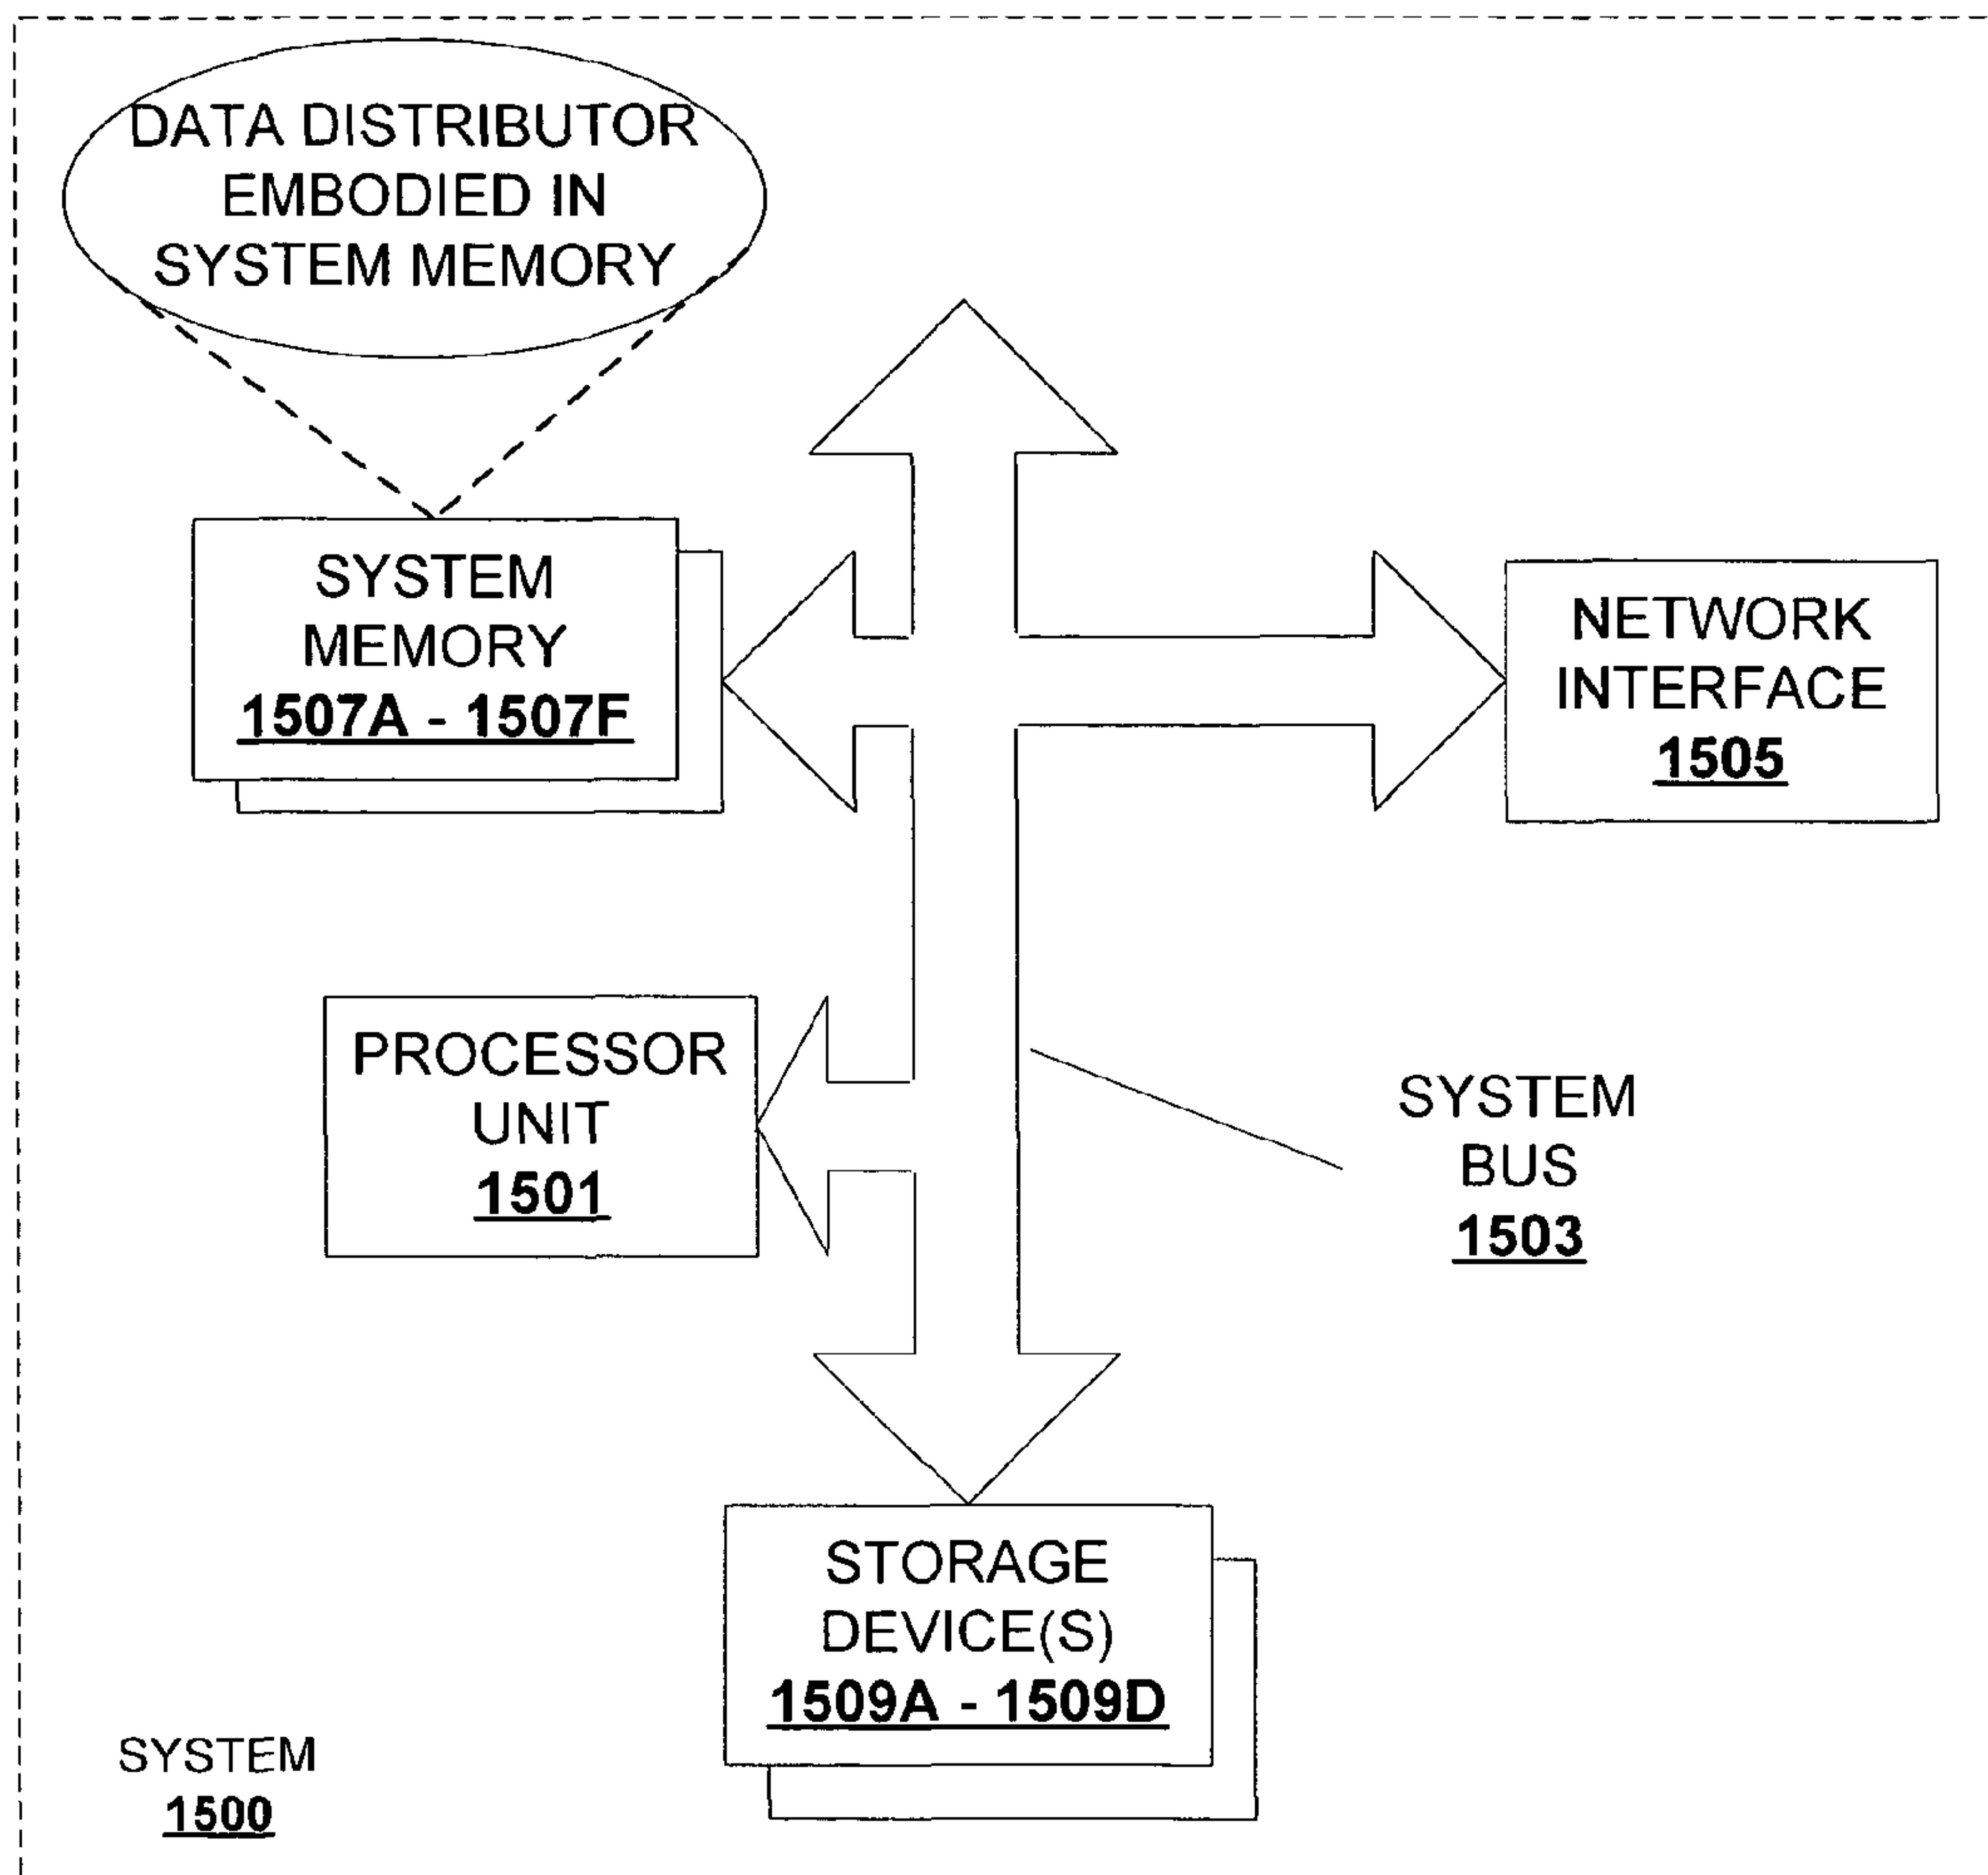 DATA DISTRIBUTOR
EMBODIED IN
SYSTEM MEMORY
SYSTEM
MEMORY
1507A - 1507F
NETWORK
INTERFACE
1505
PROCESSOR
UNIT
1501
SYSTEM
BUS
1503
STORAGE
DEVICE(S)
1509A - 1509D
SYSTEM
1500